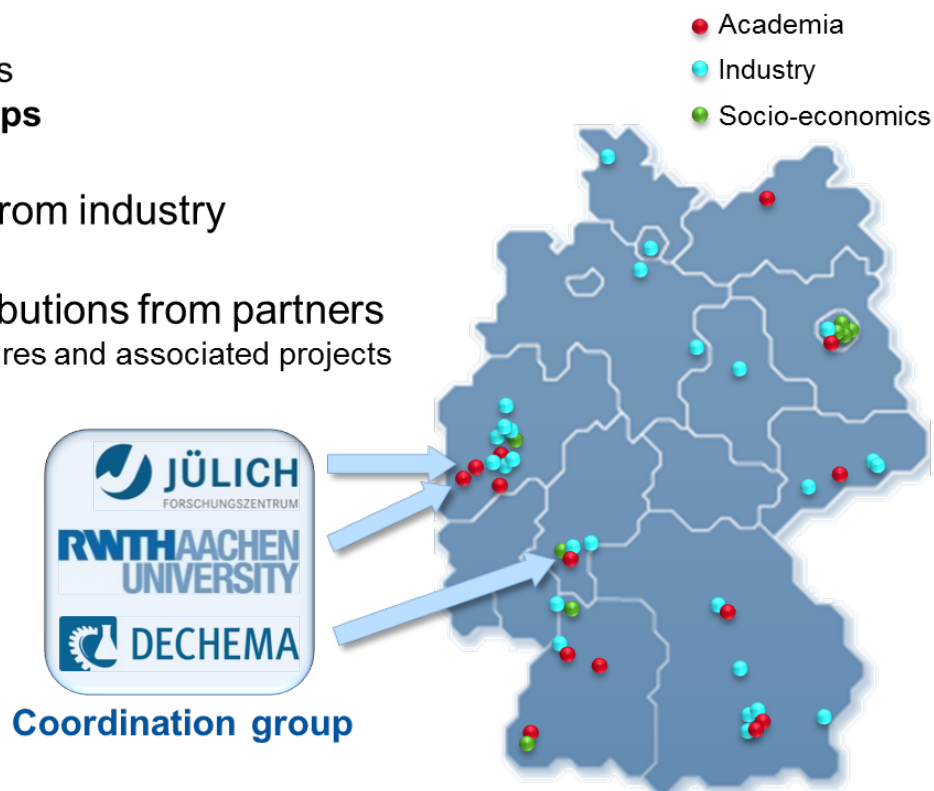 Academia
s
Industry
ps
Socio-economics
rom industry
butions from partners
res and associated projects
JÜLICH
FORSCHUNGSZENTRUM
RWTHAACHEN
UNIVERSITY
DECHEMA
Coordination group